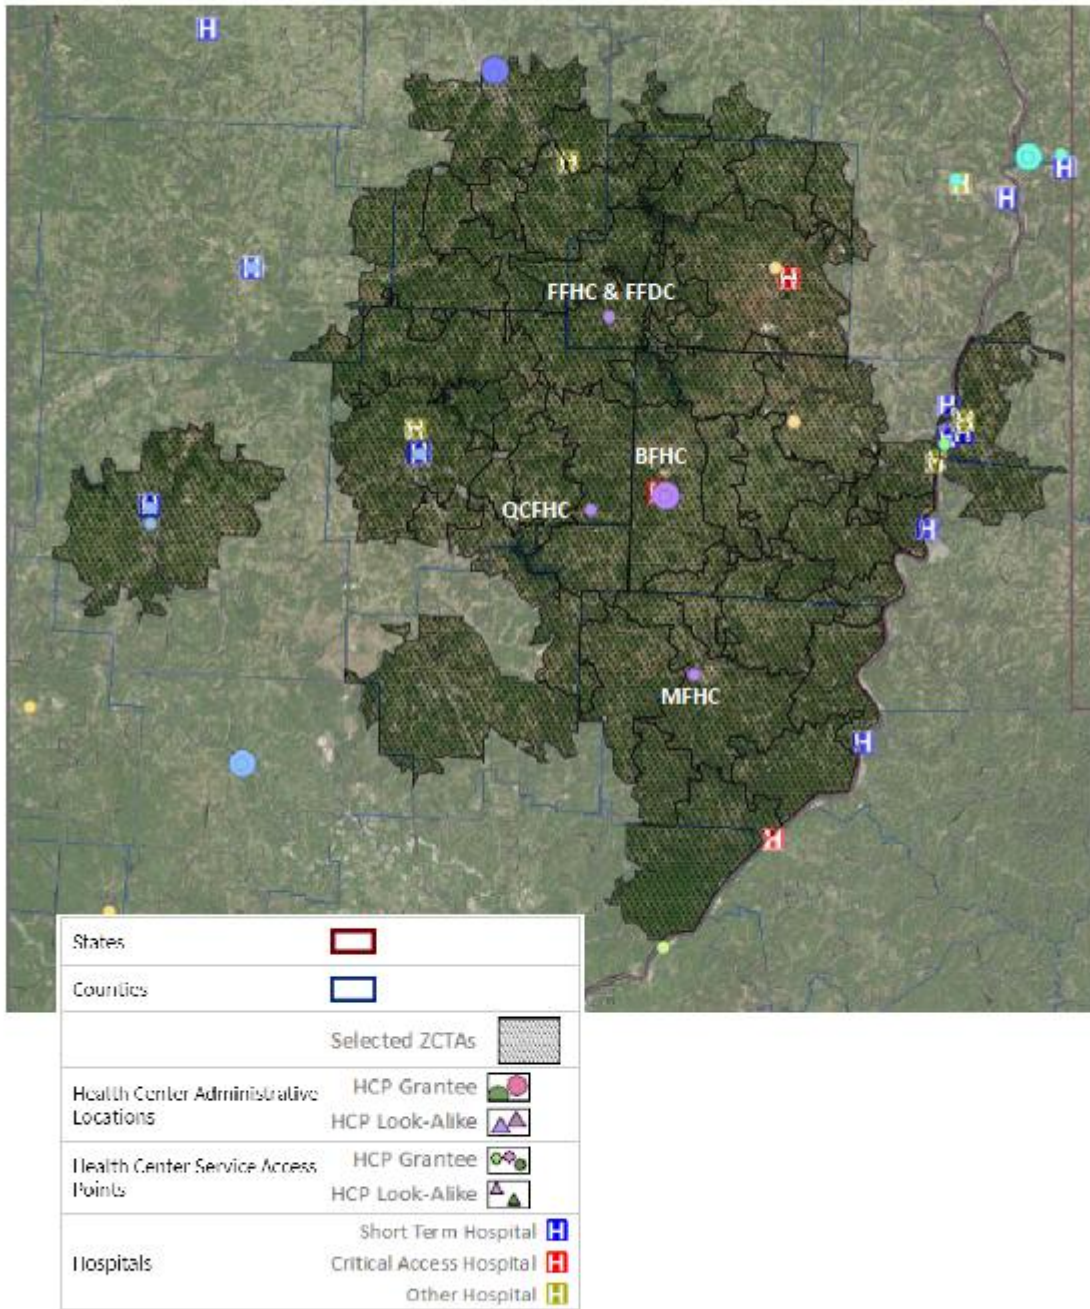 H
H
H
H
H
H
H
FFHC & FFDC
H
H
H
H
H
H
BFHC
H
H
QCFHC
H
MFHC
H
H
States
Counties
Selected ZCTAs
Health Center Administrative HCP Grantee
Locations HCP Look-Alike
Health Center Service Access HCP Grantee
Points HCP Look-Alike
Short Term Hospital H
Hospitals Critical Access Hospital H
Other Hospital H